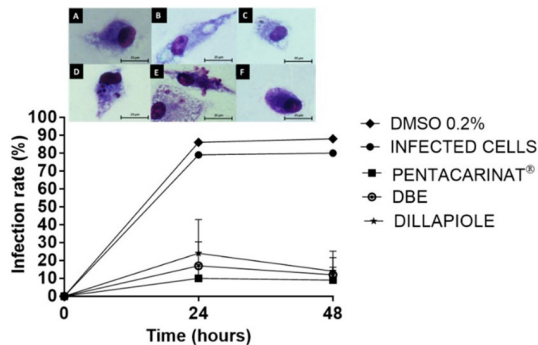 A
B
C
D
E
F
Infection rate (%)
100
90
80
70
60
50
40
30
20
10
0
0
24
48
Time (hours)
DMSO 0.2%
INFECTED CELLS
PENTACARINAT®
DBE
DILLAPIOLE